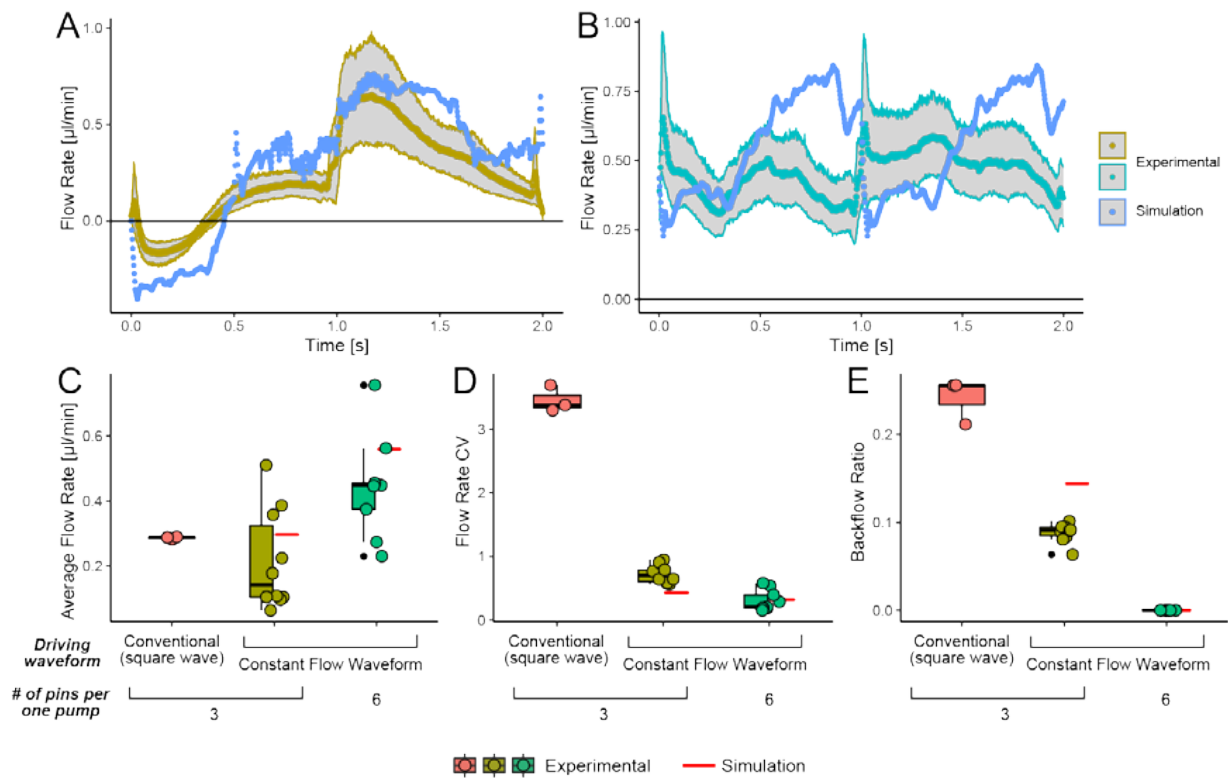 A
B
Flow Rate [µl/min]
1.0
0.5
0.0
0.0
0.5
1.0
1.5
2.0
Time [s]
Flow Rate [µl/min]
1.00
0.75
0.50
0.25
0.00
0.0
0.5
1.0
1.5
2.0
Time [s]
Experimental
Simulation
C
D
E
Average Flow Rate [µl/min]
0.6
0.4
0.2
Flow Rate CV
3
2
1
0
Backflow Ratio
0.2
0.1
0.0
Driving
waveform
Conventional
(square wave)
Constant Flow Waveform
Conventional
(square wave)
Constant Flow Waveform
Conventional
(square wave)
Constant Flow Waveform
# of pins per
one pump
3
6
3
6
3
6
Experimental
Simulation